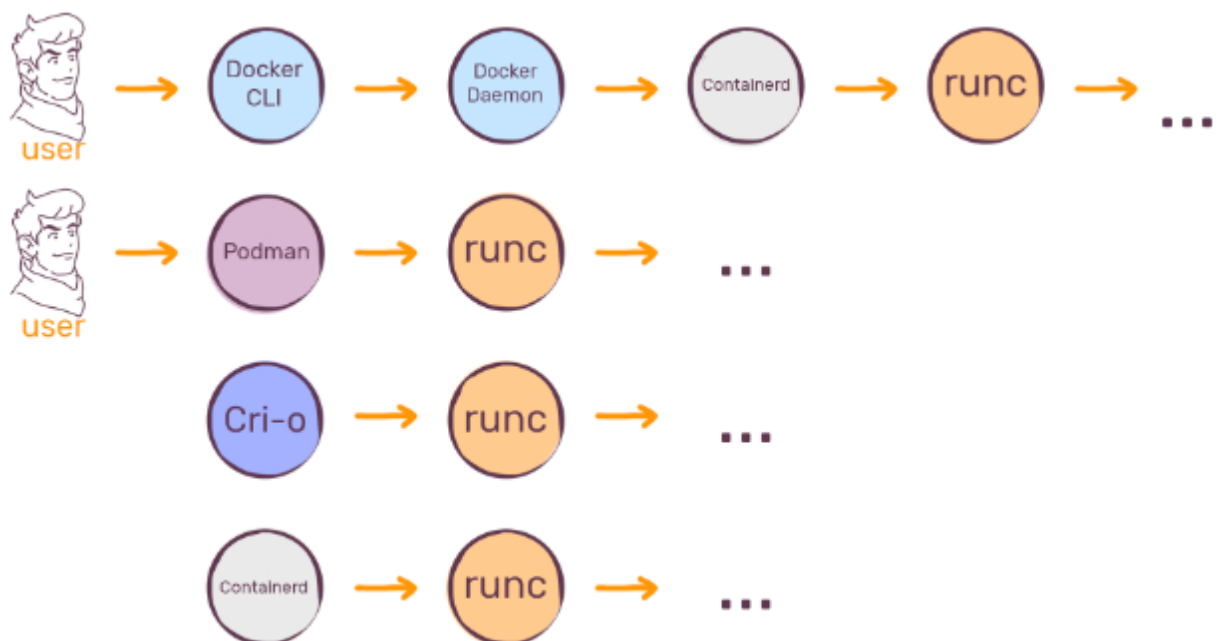 Docker
CLI
Docker
Daemon
Containerd
runc
...
user
Podman
runc
...
user
Cri-o
runc
...
Containerd
runc
...